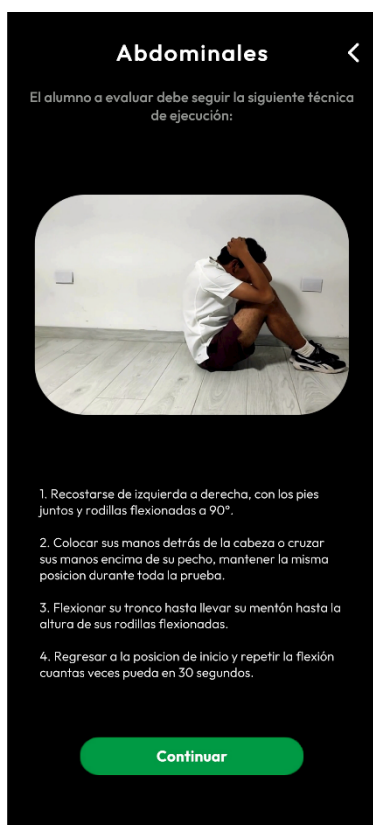 Abdominales
El alumno a evaluar debe seguir la siguiente técnica
de ejecución:
1. Recostarse de izquierda a derecha, con los pies
juntos y rodillas flexionadas a 90°.
2. Colocar sus manos detrás de la cabeza o cruzar
sus manos encima de su pecho, mantener la misma
posicion durante toda la prueba.
3. Flexionar su tronco hasta llevar su mentón hasta la
altura de sus rodillas flexionadas.
4. Regresar a la posicion de inicio y repetir la flexión
cuantas veces pueda en 30 segundos.
Continuar